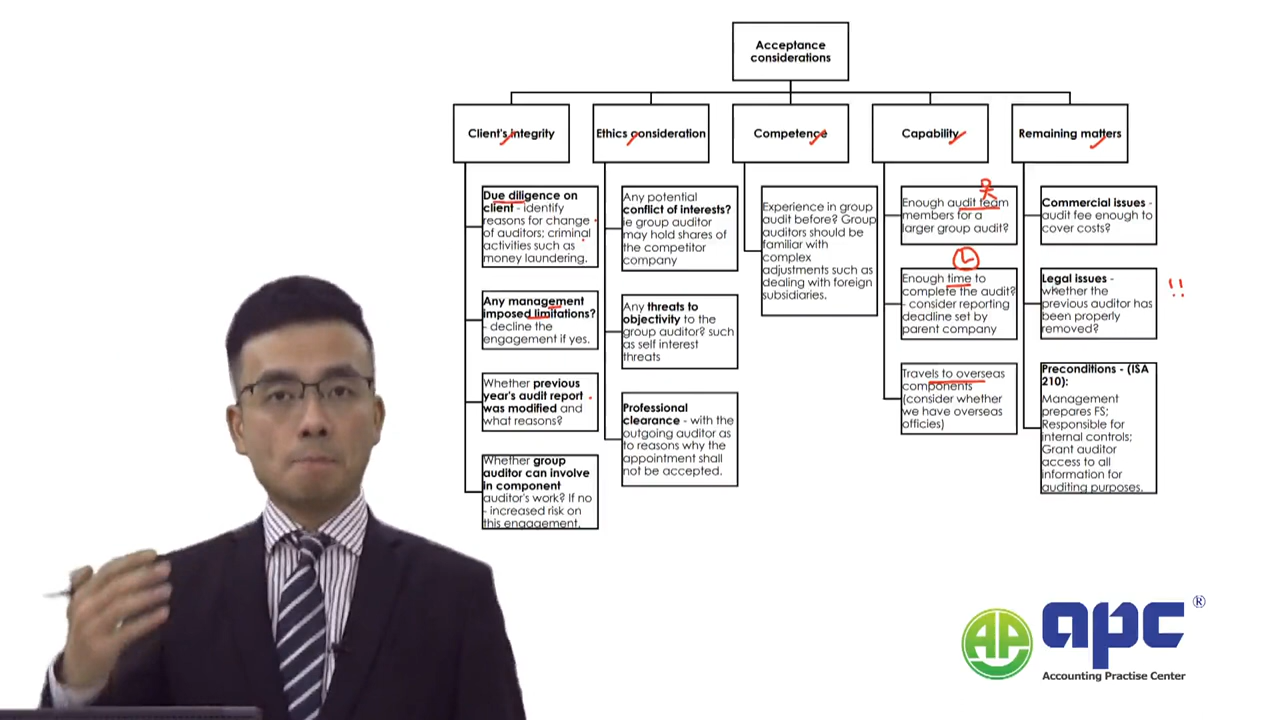 Acceptance
considerations
Client's integrity
Ethics consideration
Competence
Capability
Remaining matters
Due diligence on
client - identify
reasons for change
of auditors; criminal
activities such as
money laundering.
Any management
imposed limitations?
- decline the
engagement if yes.
Whether previous
year's audit report
was modified and
what reasons?
Whether group
auditor can involve
in component
auditor's work? If no
- increased risk on
this engagement.
Any potential
conflict of interests?
ie group auditor
may hold shares of
the competitor
company
Any threats to
objectivity to the
group auditor? such
as self interest
threats
Professional
clearance - with the
outgoing auditor as
to reasons why the
appointment shall
not be accepted.
Experience in group
audit before? Group
auditors should be
familiar with
complex
adjustments such as
dealing with foreign
subsidiaries.
Enough audit team
members for a
larger group audit?
Enough time to
complete the audit?
- consider reporting
deadline set by
parent company
Travels to overseas
components
(consider whether
we have overseas
officies)
Commercial issues -
audit fee enough to
cover costs?
Legal issues -
whether the
previous auditor has
been properly
removed?
!!
Preconditions - (ISA
210):
Management
prepares FS;
Responsible for
internal controls;
Grant auditor
access to all
information for
auditing purposes.
AP
apc ®
Accounting Practise Center